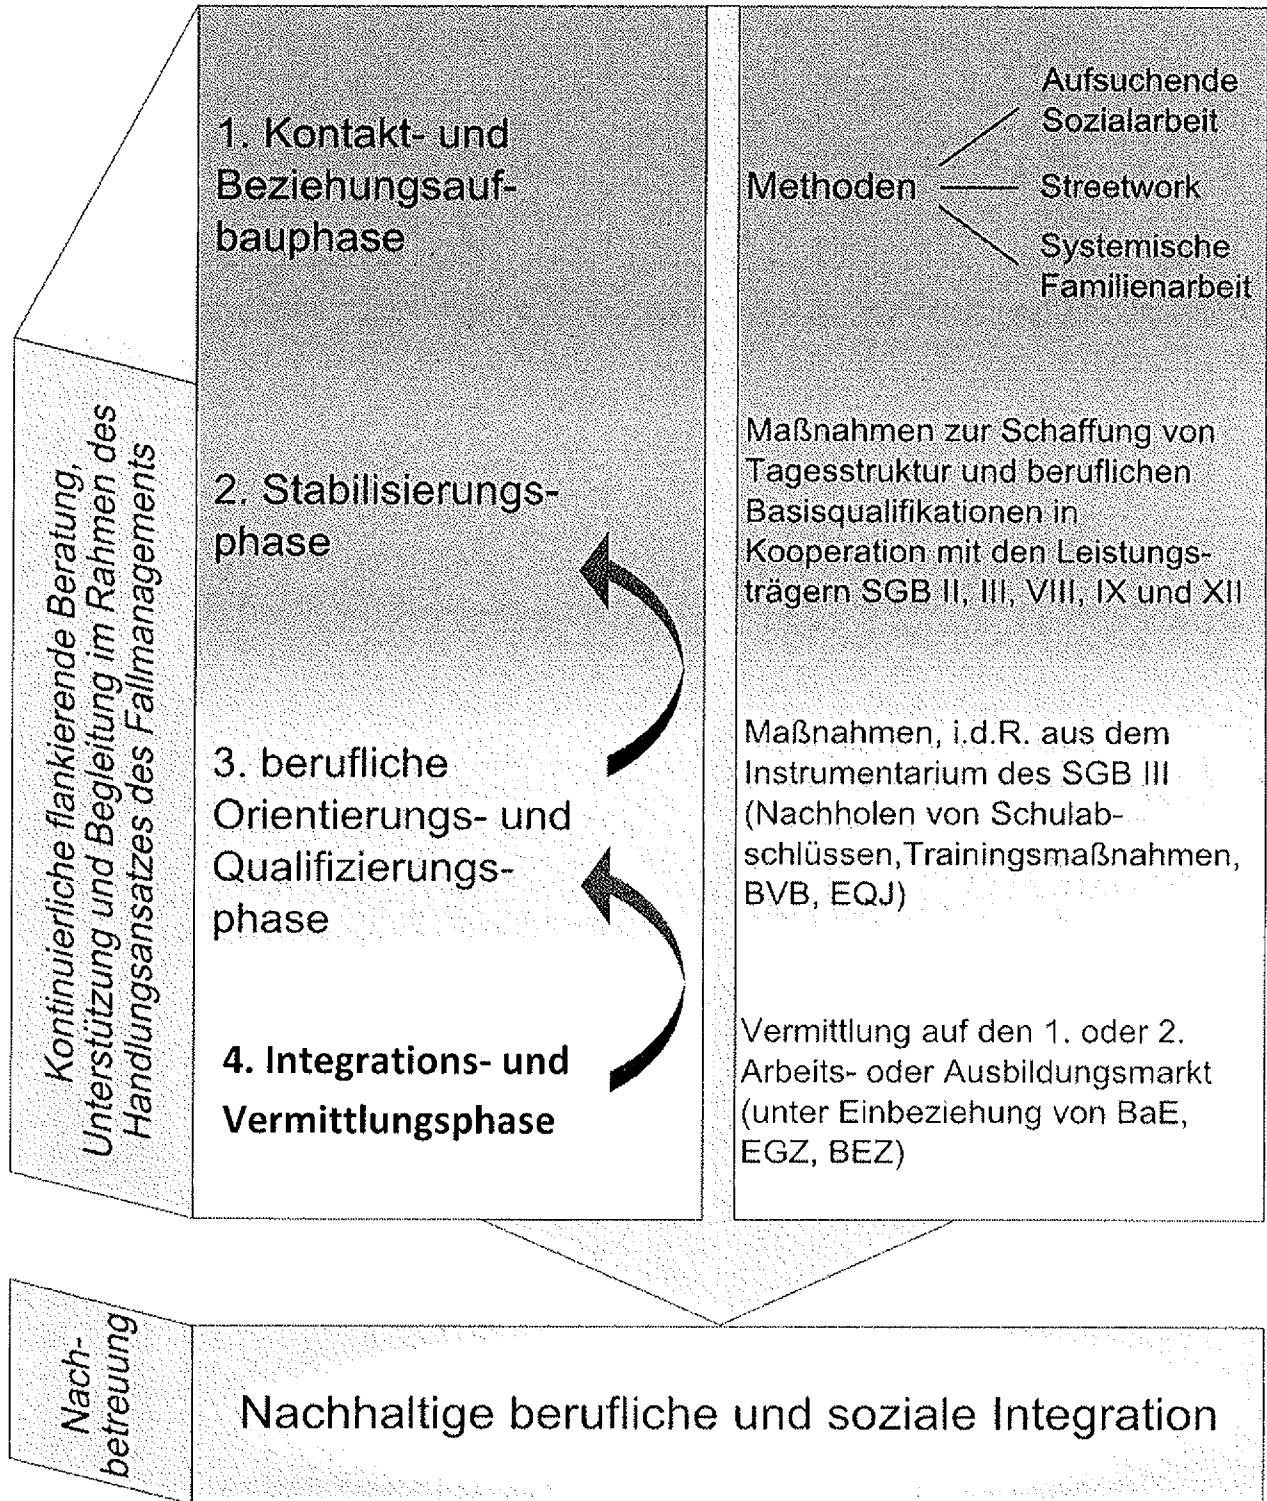 Kontinuierliche flankierende Beratung,
Unterstützung und Begleitung im Rahmen des
Handlungsansatzes des Fallmanagements
1. Kontakt- und
Beziehungsauf-
bauphase
Methoden
Aufsuchende
Sozialarbeit
Streetwork
Systemische
Familienarbeit
2. Stabilisierungs-
phase
Maßnahmen zur Schaffung von
Tagesstruktur und beruflichen
Basisqualifikationen in
Kooperation mit den Leistungs-
trägern SGB II, III, VIII, IX und XII
3. berufliche
Orientierungs- und
Qualifizierungs-
phase
Maßnahmen, i.d.R. aus dem
Instrumentarium des SGB III
(Nachholen von Schulab-
schlüssen,Trainingsmaßnahmen,
BVB, EQJ)
4. Integrations- und
Vermittlungsphase
Vermittlung auf den 1. oder 2.
Arbeits- oder Ausbildungsmarkt
(unter Einbeziehung von BaE,
EGZ, BEZ)
Nach-
betreuung
Nachhaltige berufliche und soziale Integration